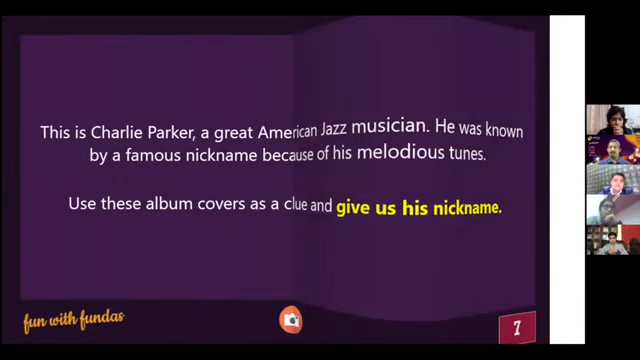 This is Charlie Parker, a great American Jazz musician. He was known
by a famous nickname because of his melodious tunes.
Use these album covers as a clue and give us his nickname.
fun with fundas
7